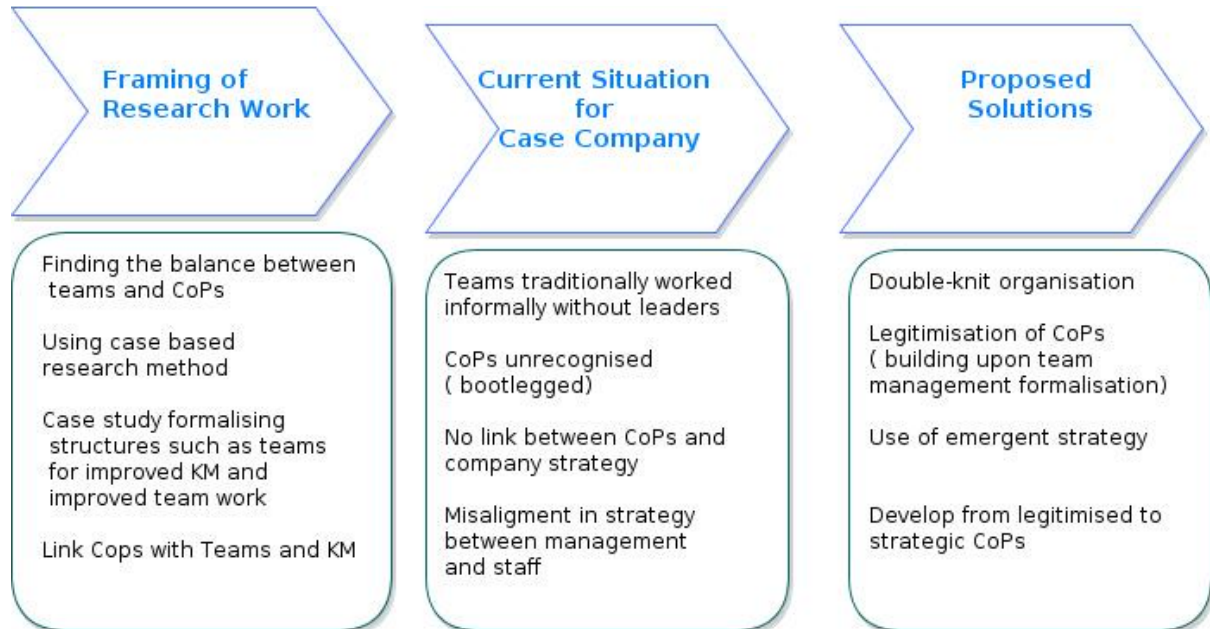 Framing of
Research Work
Current Situation
for
Case Company
Proposed
Solutions
Finding the balance between
teams and CoPs
Using case based
research method
Case study formalising
structures such as teams
for improved KM and
improved team work
Link Cops with Teams and KM
Teams traditionally worked
informally without leaders
CoPs unrecognised
( bootlegged)
No link between CoPs and
company strategy
Misaligment in strategy
between management
and staff
Double-knit organisation
Legitimisation of CoPs
( building upon team
management formalisation)
Use of emergent strategy
Develop from legitimised to
strategic CoPs